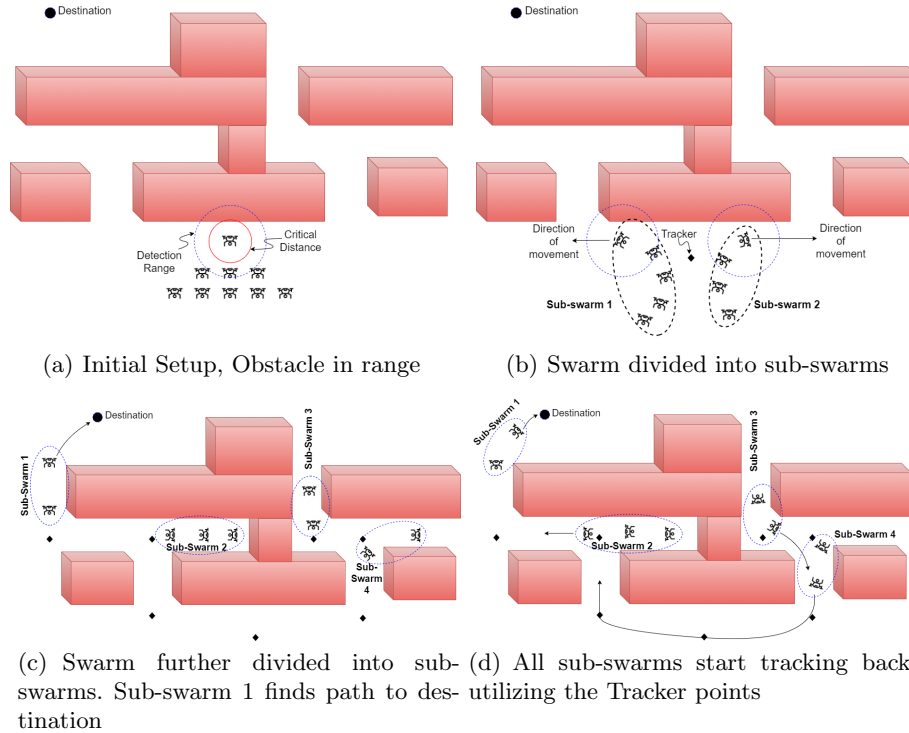 Destination
Detection
Range
Critical
Distance
(a) Initial Setup, Obstacle in range
Destination
Direction
of
movement
Tracker
Direction
of
movement
Sub-swarm 1
Sub-swarm 2
(b) Swarm divided into sub-swarms
Destination
Sub-Swarm 1
Sub-Swarm 3
Sub-Swarm 2
Sub-
Swarm
4
(c) Swarm further divided into sub-
swarms. Sub-swarm 1 finds path to des-
tination
Sub-Swarm 1
Destination
Sub-Swarm 3
Sub-Swarm 2
Sub-Swarm 4
(d) All sub-swarms start tracking back
utilizing the Tracker points